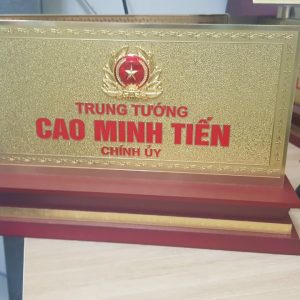 TRUNG TƯỚNG
CAO MINH TIẾN
CHÍNH ỦY